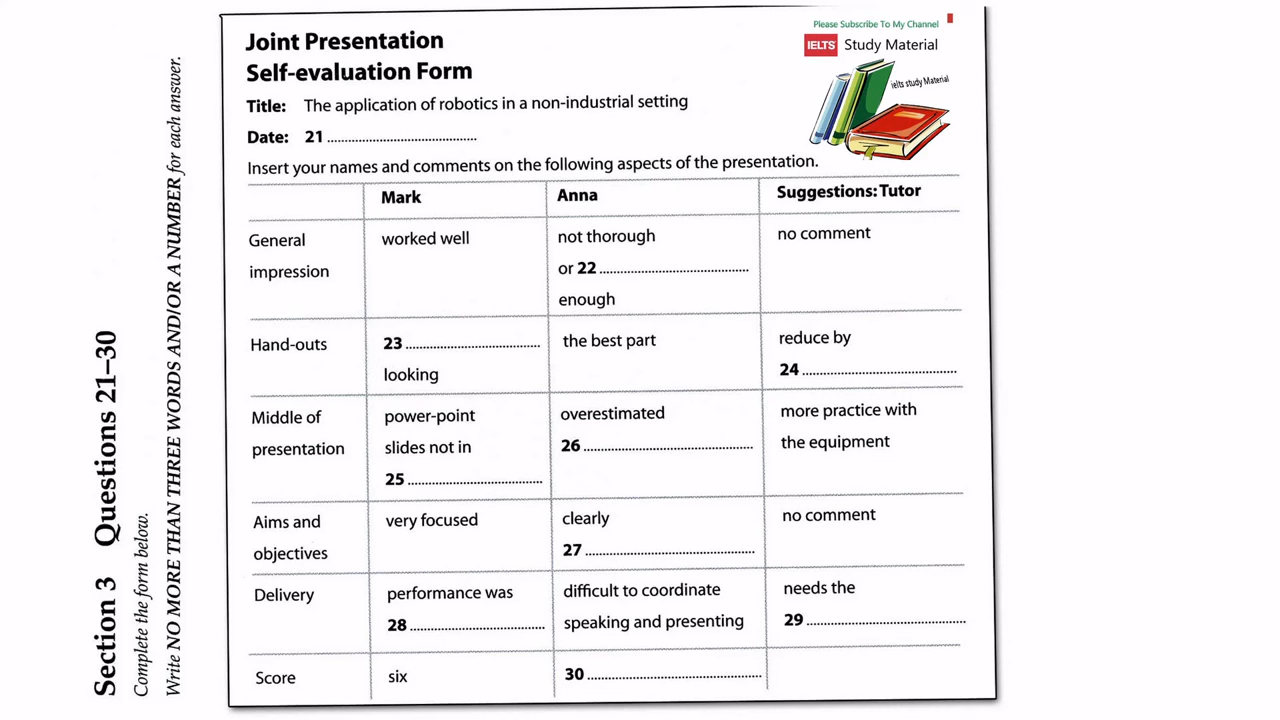 Section 3 Questions 21–30
Complete the form below.
Write NO MORE THAN THREE WORDS AND/OR A NUMBER for each answer.
Please Subscribe To My Channel
IELTS Study Material
ielts study Material
Joint Presentation
Self-evaluation Form
Title: The application of robotics in a non-industrial setting
Date: 21 ........................................
Insert your names and comments on the following aspects of the presentation.
Mark Anna Suggestions: Tutor
General impression
worked well
not thorough
or 22 ........................................
enough
no comment
Hand-outs
23 ........................................
looking
the best part
reduce by
24 ........................................
Middle of
presentation
power-point
slides not in
25 ........................................
overestimated
26 ........................................
more practice with
the equipment
Aims and
objectives
very focused
clearly
27 ........................................
no comment
Delivery
performance was
28 ........................................
difficult to coordinate
speaking and presenting
needs the
29 ........................................
Score six 30 ........................................